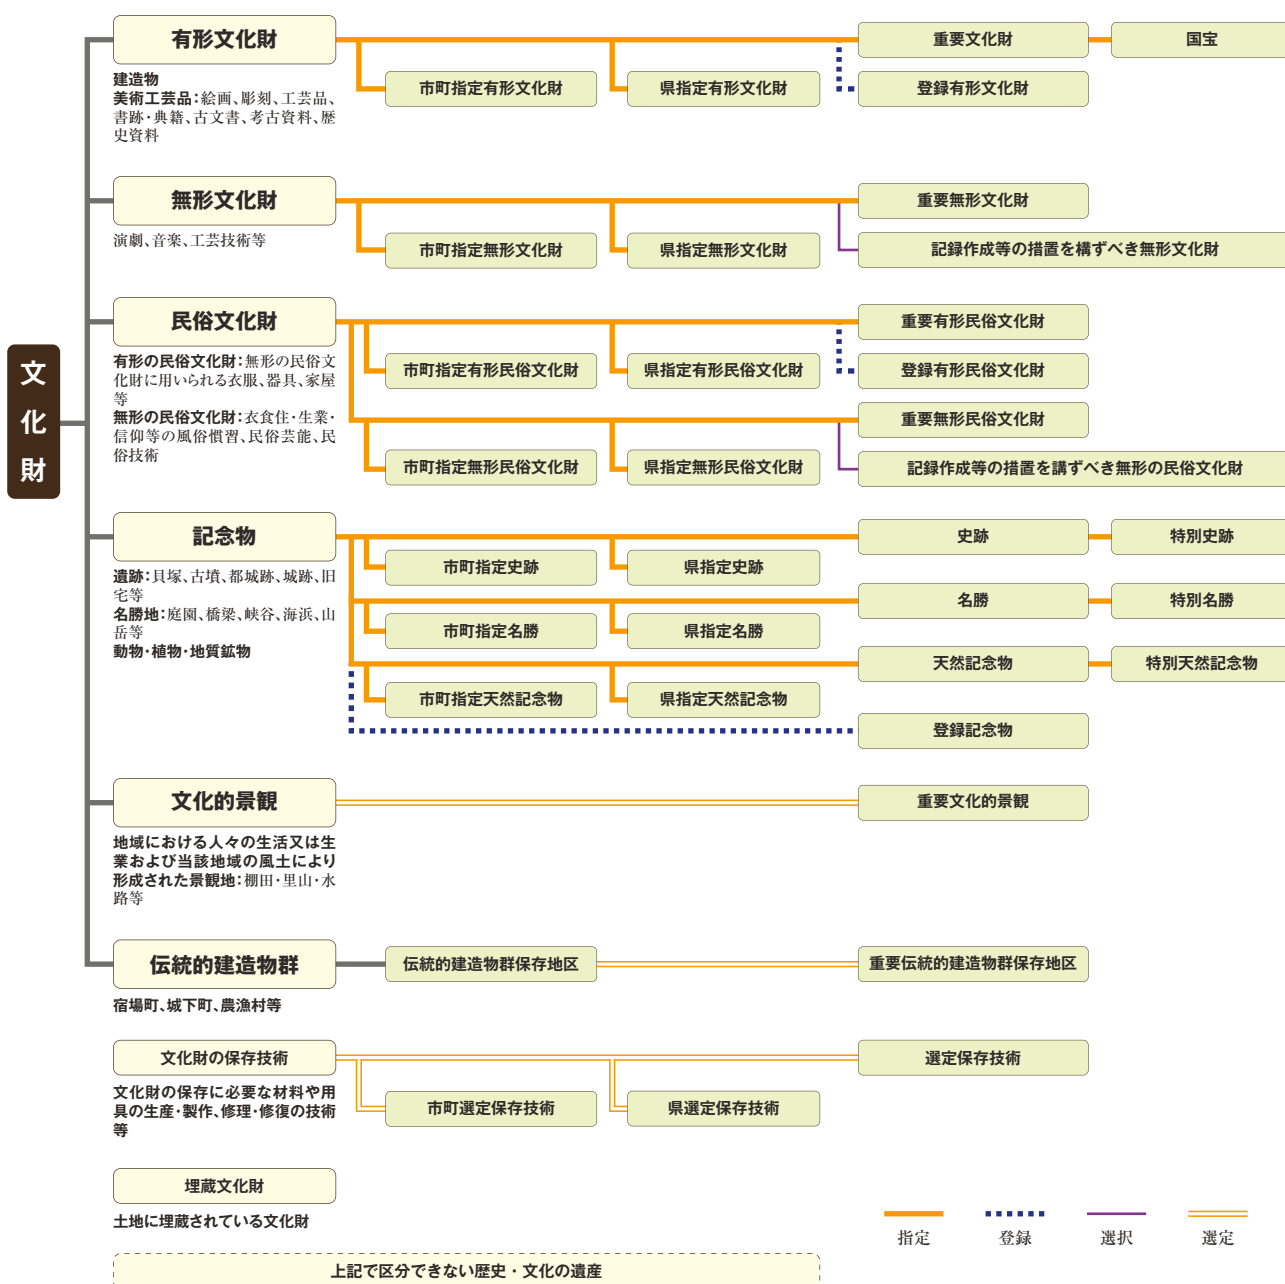 文化財
有形文化財
建造物
美術工芸品：絵画、彫刻、工芸品、
書跡・典籍、古文書、考古資料、歴
史資料
市町指定有形文化財
県指定有形文化財
重要文化財
国宝
登録有形文化財
無形文化財
演劇、音楽、工芸技術等
市町指定無形文化財
県指定無形文化財
重要無形文化財
記録作成等の措置を構ずべき無形文化財
民俗文化財
有形の民俗文化財：無形の民俗文
化財に用いられる衣服、器具、家屋
等
無形の民俗文化財：衣食住・生業・
信仰等の風俗慣習、民俗芸能、民
俗技術
市町指定有形民俗文化財
県指定有形民俗文化財
重要有形民俗文化財
登録有形民俗文化財
市町指定無形民俗文化財
県指定無形民俗文化財
重要無形民俗文化財
記録作成等の措置を講ずべき無形の民俗文化財
記念物
遺跡：貝塚、古墳、都城跡、城跡、旧
宅等
名勝地：庭園、橋梁、峡谷、海浜、山
岳等
動物・植物・地質鉱物
市町指定史跡
県指定史跡
史跡
特別史跡
市町指定名勝
県指定名勝
名勝
特別名勝
市町指定天然記念物
県指定天然記念物
天然記念物
特別天然記念物
登録記念物
文化的景観
地域における人々の生活又は生
業および当該地域の風土により
形成された景観地：棚田・里山・水
路等
重要文化的景観
伝統的建造物群
宿場町、城下町、農漁村等
伝統的建造物群保存地区
重要伝統的建造物群保存地区
文化財の保存技術
文化財の保存に必要な材料や用
具の生産・製作、修理・修復の技術
等
市町選定保存技術
県選定保存技術
選定保存技術
埋蔵文化財
土地に埋蔵されている文化財
指定
登録
選択
選定
上記で区分できない歴史・文化の遺産